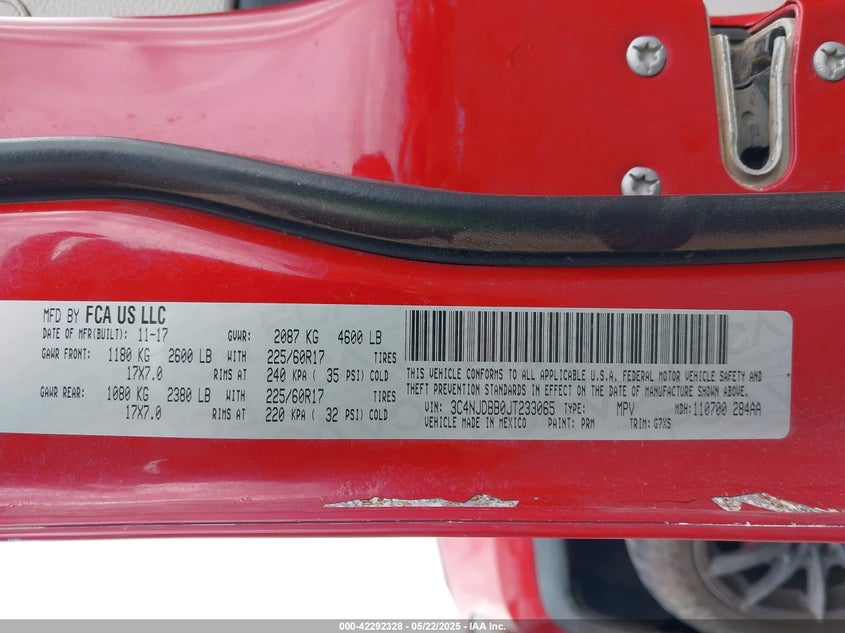 MFD BY FCA US LLC
DATE OF MFR(BUILT): 11-17 GVWR: 2087 KG 4600 LB
GAWR FRONT: 1180 KG 2600 LB WITH 225/60R17 TIRES
17X7.0 RIMS AT 240 KPA ( 35 PSI) COLD
GAWR REAR: 1080 KG 2380 LB WITH 225/60R17 TIRES
17X7.0 RIMS AT 220 KPA ( 32 PSI) COLD
THIS VEHICLE CONFORMS TO ALL APPLICABLE U.S.A. FEDERAL MOTOR VEHICLE SAFETY AND
THEFT PREVENTION STANDARDS IN EFFECT ON THE DATE OF MANUFACTURE SHOWN ABOVE.
VIN: 3C4NJDBB0JT233065 TYPE: MPV MDH: 110700 284AA
VEHICLE MADE IN MEXICO PAINT: PRM TRIM: G7XS
000-42292328 - 05/22/2025 - IAA Inc.